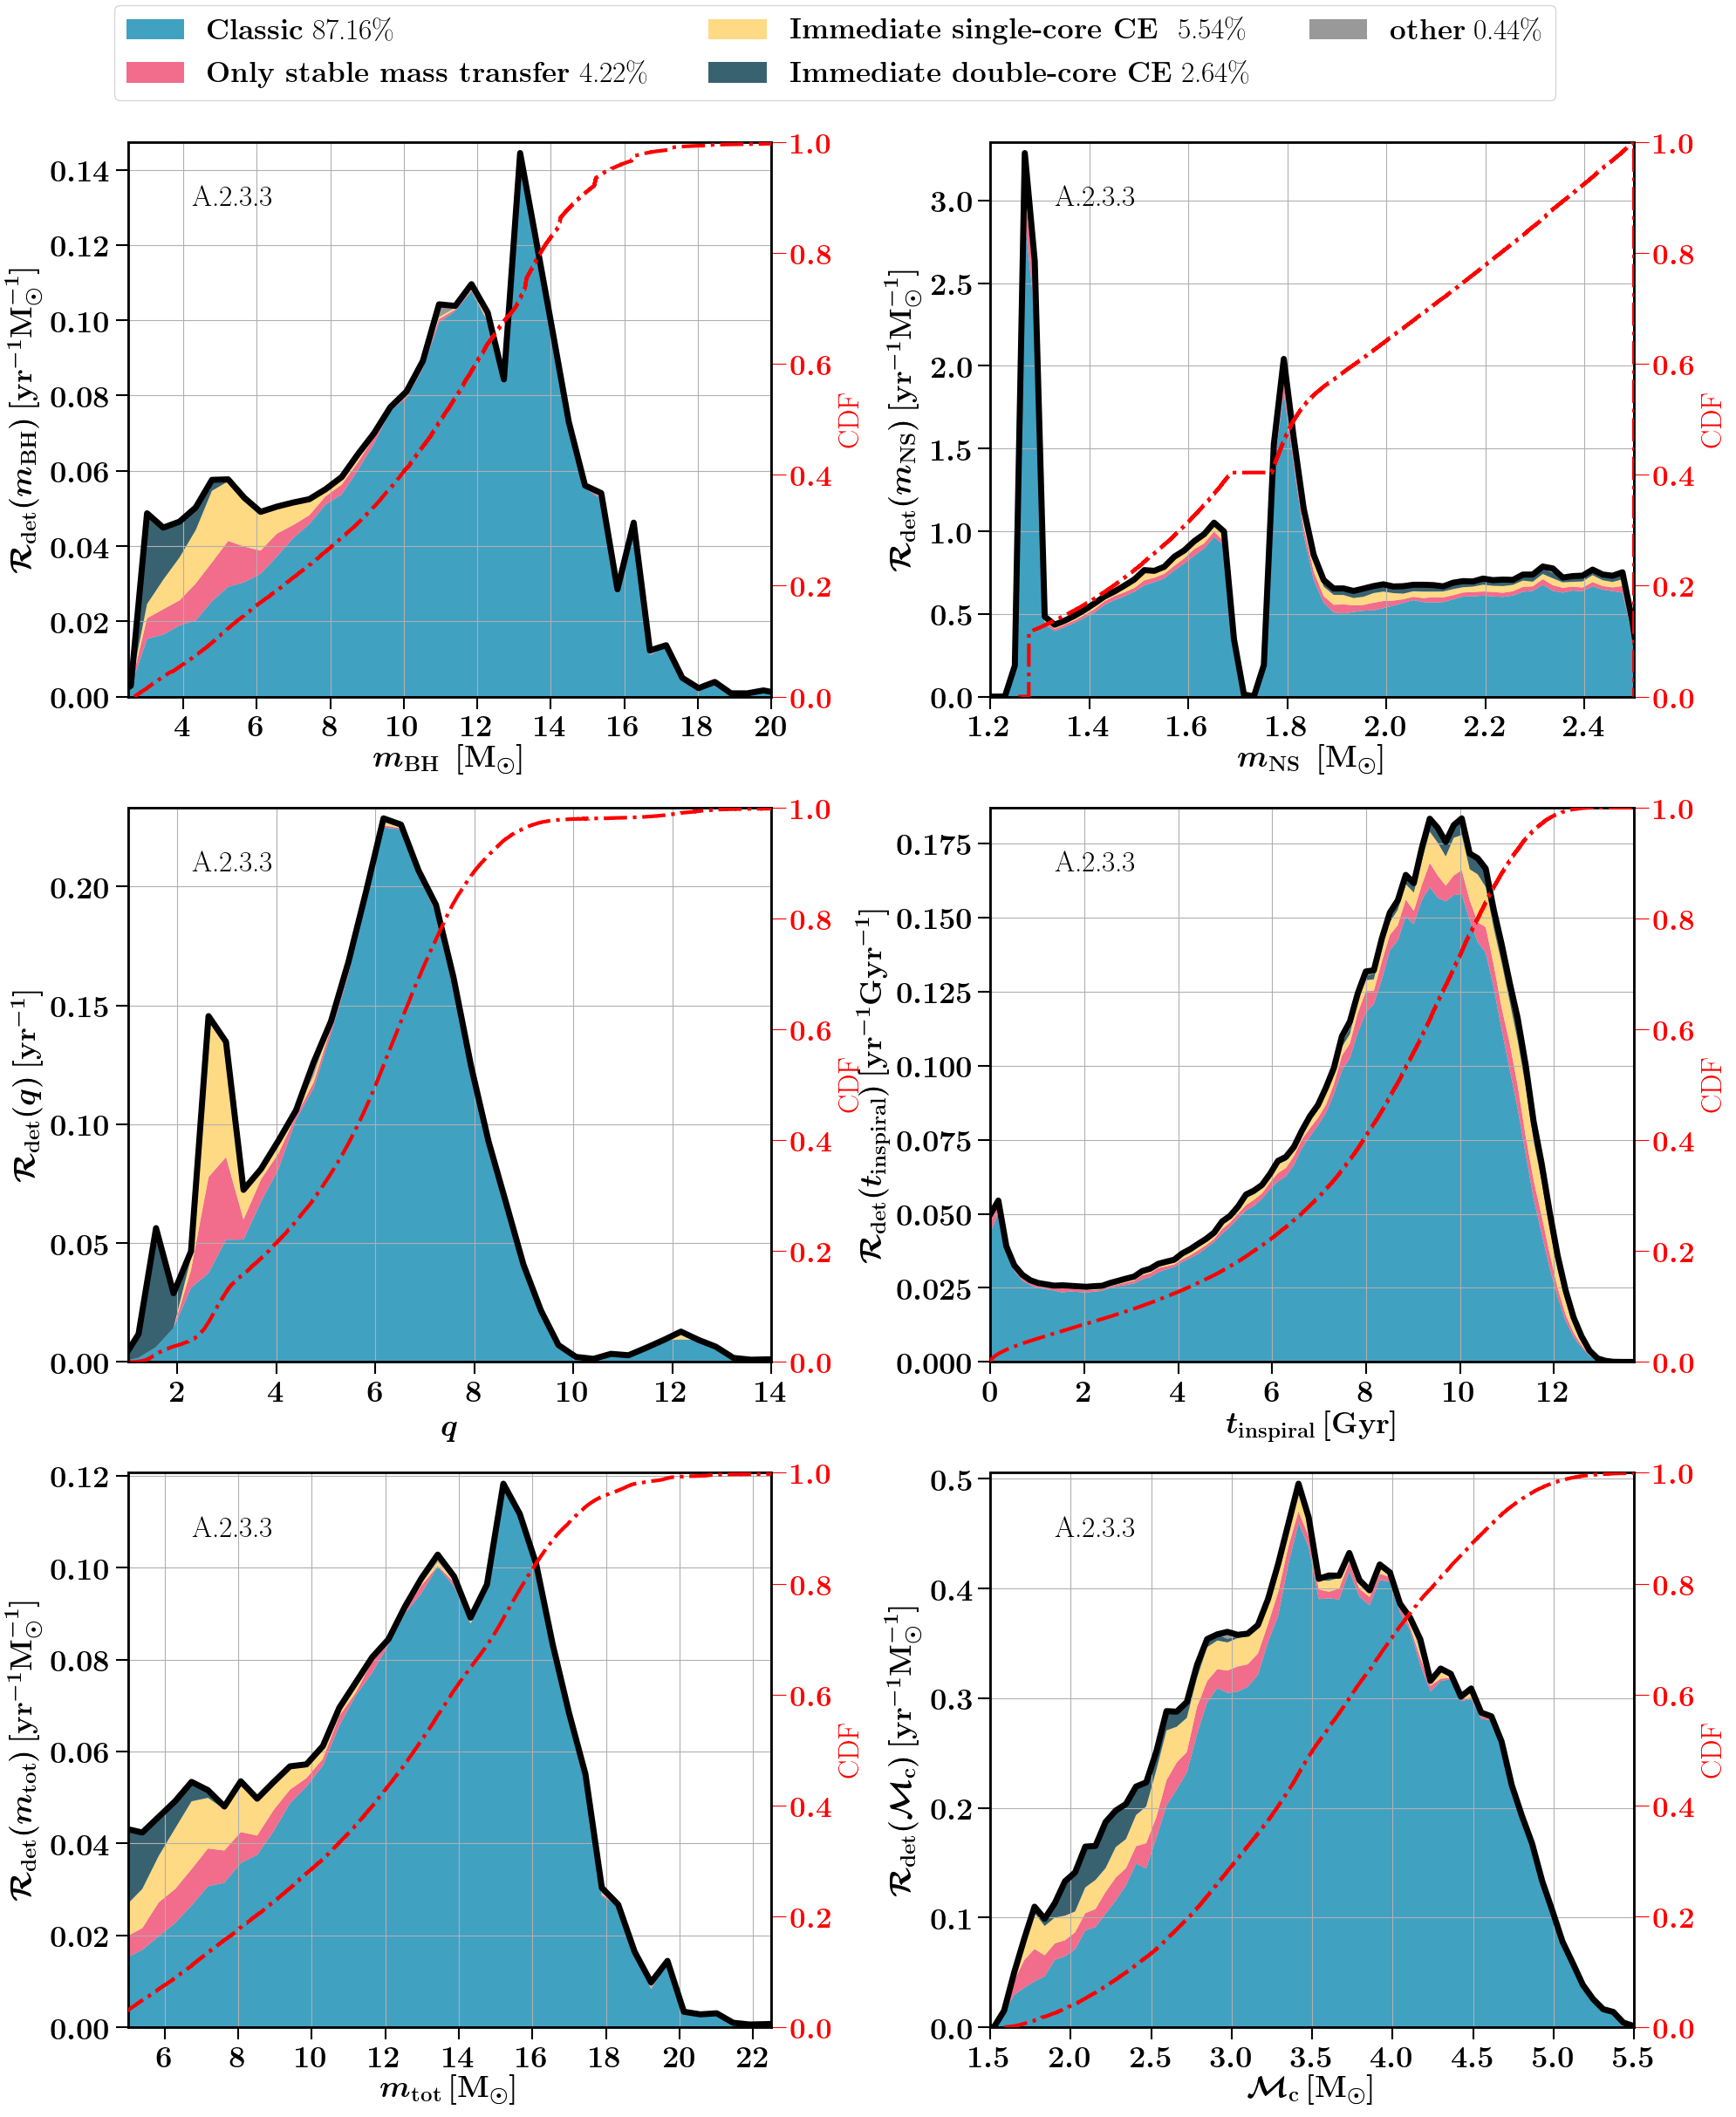 Classic 87.16% Immediate single-core CE 5.54% other 0.44%
Only stable mass transfer 4.22% Immediate double-core CE 2.64%
A.2.3.3
0.14
0.12
0.10
0.08
0.06
0.04
0.02
0.00
ℛdet(mBH) [yr⁻¹M⊙⁻¹]
4 6 8 10 12 14 16 18 20
mBH [M⊙]
1.0
0.8
0.6
0.4
0.2
0.0
CDF
A.2.3.3
3.0
2.5
2.0
1.5
1.0
0.5
0.0
ℛdet(mNS) [yr⁻¹M⊙⁻¹]
1.2 1.4 1.6 1.8 2.0 2.2 2.4
mNS [M⊙]
1.0
0.8
0.6
0.4
0.2
0.0
CDF
A.2.3.3
0.20
0.15
0.10
0.05
0.00
ℛdet(q) [yr⁻¹]
2 4 6 8 10 12 14
q
1.0
0.8
0.6
0.4
0.2
0.0
CDF
A.2.3.3
0.175
0.150
0.125
0.100
0.075
0.050
0.025
0.000
ℛdet(tinspiral) [yr⁻¹Gyr⁻¹]
0 2 4 6 8 10 12
tinspiral [Gyr]
1.0
0.8
0.6
0.4
0.2
0.0
CDF
A.2.3.3
0.12
0.10
0.08
0.06
0.04
0.02
0.00
ℛdet(mtot) [yr⁻¹M⊙⁻¹]
6 8 10 12 14 16 18 20 22
mtot [M⊙]
1.0
0.8
0.6
0.4
0.2
0.0
CDF
A.2.3.3
0.5
0.4
0.3
0.2
0.1
0.0
ℛdet(ℳc) [yr⁻¹M⊙⁻¹]
1.5 2.0 2.5 3.0 3.5 4.0 4.5 5.0 5.5
ℳc [M⊙]
1.0
0.8
0.6
0.4
0.2
0.0
CDF